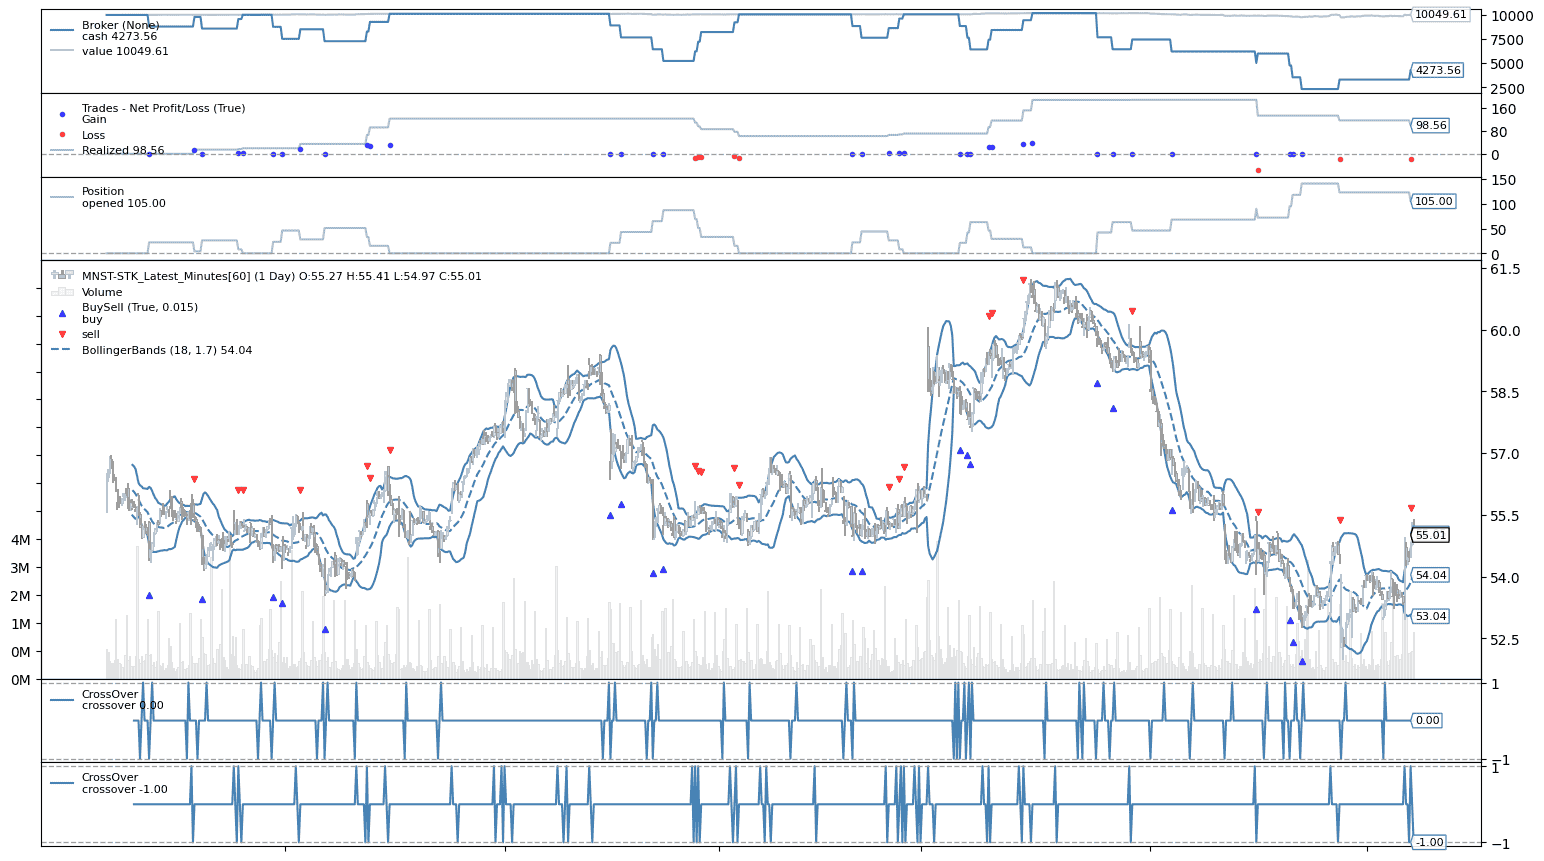 Broker (None)
cash 4273.56
value 10049.61
10049.61
4273.56
10000
7500
5000
2500
Trades - Net Profit/Loss (True)
Gain
Loss
Realized 98.56
98.56
160
80
0
Position
opened 105.00
105.00
150
100
50
0
MNST-STK_Latest_Minutes[60] (1 Day) O:55.27 H:55.41 L:54.97 C:55.01
Volume
BuySell (True, 0.015)
buy
sell
BollingerBands (18, 1.7) 54.04
4M
3M
2M
1M
0M
0M
55.01
54.04
53.04
61.5
60.0
58.5
57.0
55.5
54.0
52.5
CrossOver
crossover 0.00
0.00
1
−1
CrossOver
crossover -1.00
-1.00
1
−1